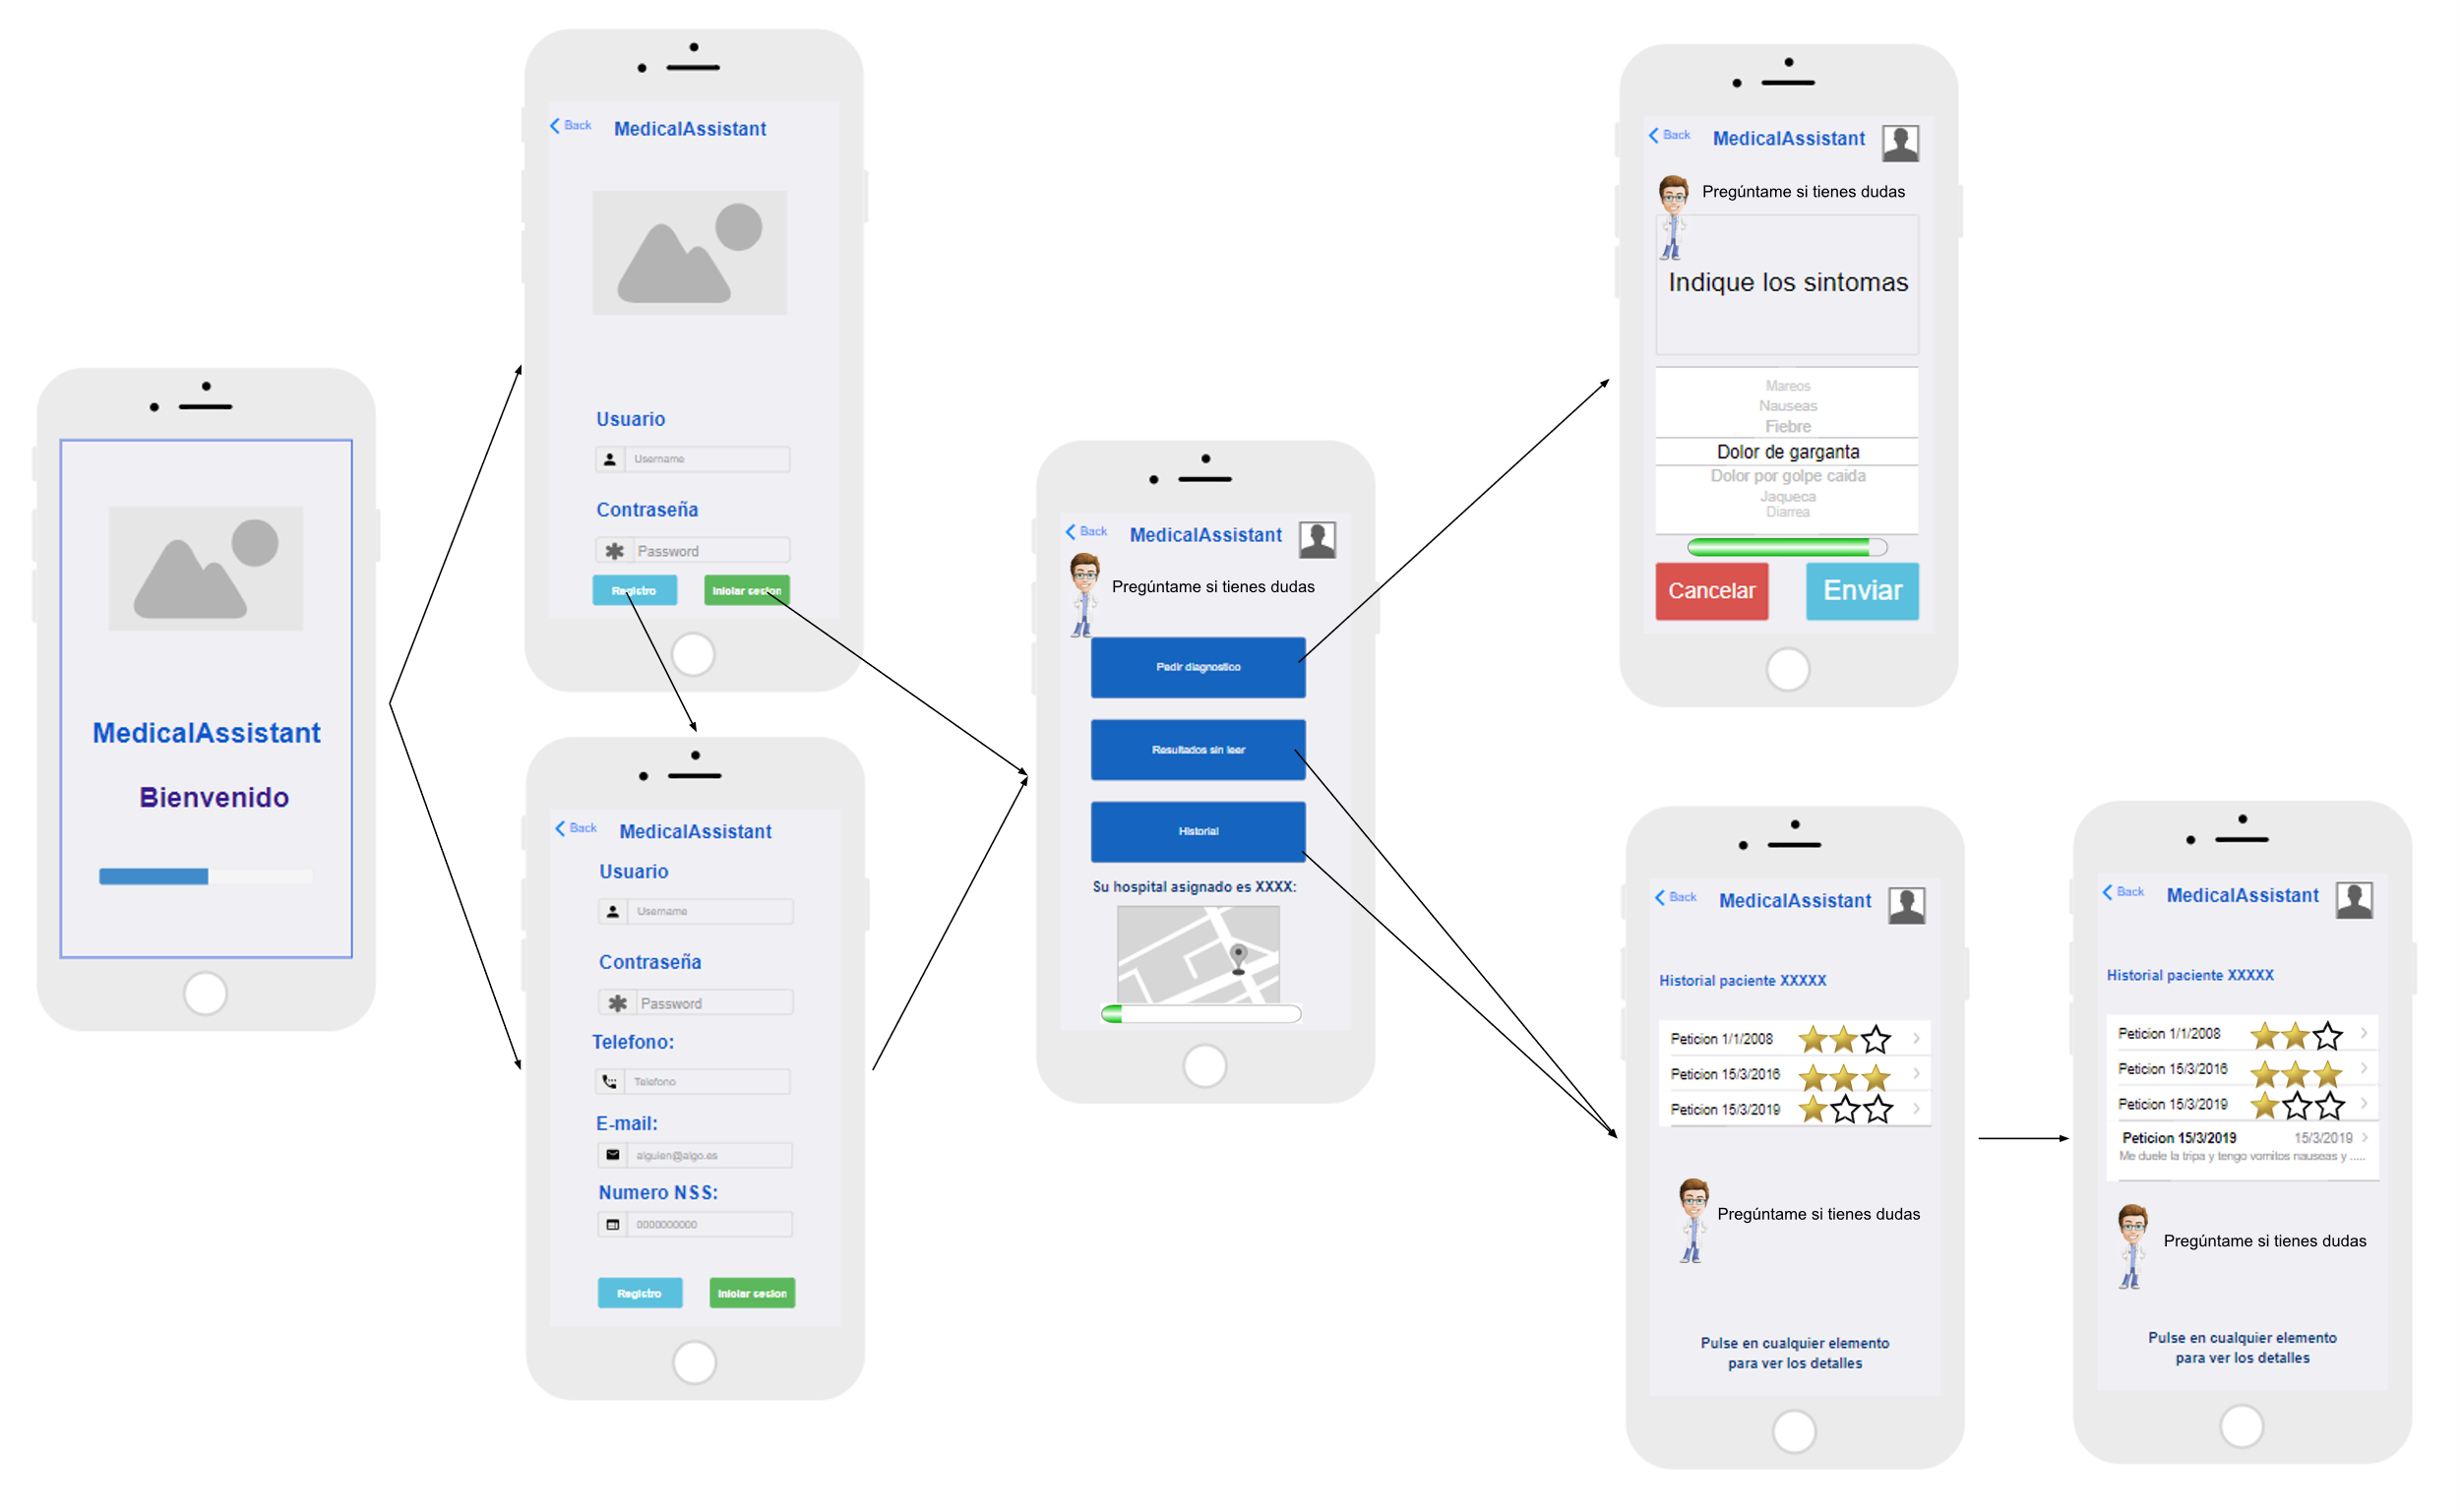 MedicalAssistant
Bienvenido
Back
MedicalAssistant
Usuario
Username
Contraseña
Password
Registro
Iniciar sesion
Back
MedicalAssistant
Usuario
Username
Contraseña
Password
Telefono:
Telefono
E-mail:
alguien@algo.es
Numero NSS:
0000000000
Registro
Iniciar sesion
Back
MedicalAssistant
Pregúntame si tienes dudas
Pedir diagnostico
Resultados sin leer
Historial
Su hospital asignado es XXXX:
Back
MedicalAssistant
Pregúntame si tienes dudas
Indique los sintomas
Mareos
Nauseas
Fiebre
Dolor de garganta
Dolor por golpe caida
Jaqueca
Diarrea
Cancelar
Enviar
Back
MedicalAssistant
Historial paciente XXXXX
Peticion 1/1/2008
Peticion 15/3/2016
Peticion 15/3/2019
Pregúntame si tienes dudas
Pulse en cualquier elemento
para ver los detalles
Back
MedicalAssistant
Historial paciente XXXXX
Peticion 1/1/2008
Peticion 15/3/2016
Peticion 15/3/2019
Peticion 15/3/2019 15/3/2019
Me duele la tripa y tengo vomitos nauseas y .....
Pregúntame si tienes dudas
Pulse en cualquier elemento
para ver los detalles